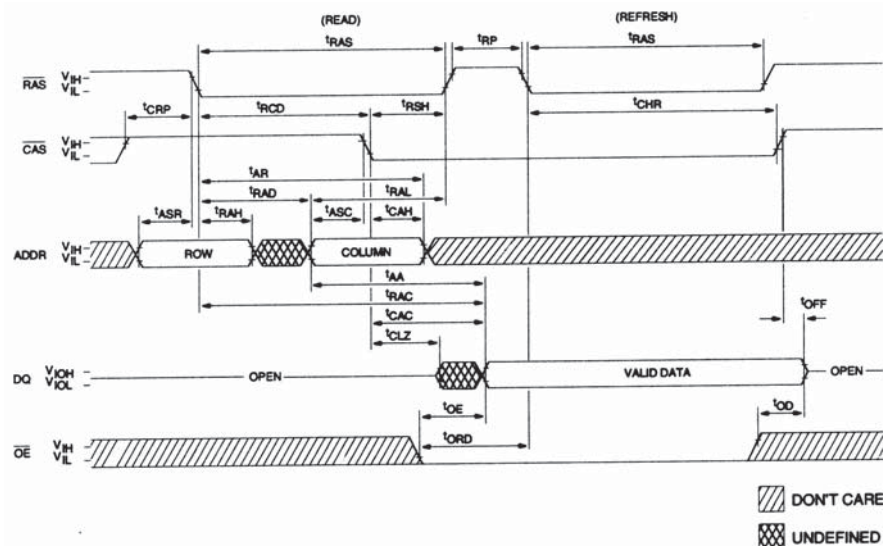 (READ) (REFRESH)
tRAS tRP tRAS
RAS VIH VIL
tCRP tRCD tRSH tCHR
CAS VIH VIL
tAR
tRAD tRAL
tASR tRAH tASC tCAH
ADDR VIH VIL ROW COLUMN
tAA
tRAC
tCAC tOFF
tCLZ
DQ VIOH VIOL OPEN VALID DATA OPEN
tOE tOD
tORD
OE VIH VIL
DON'T CARE
UNDEFINED